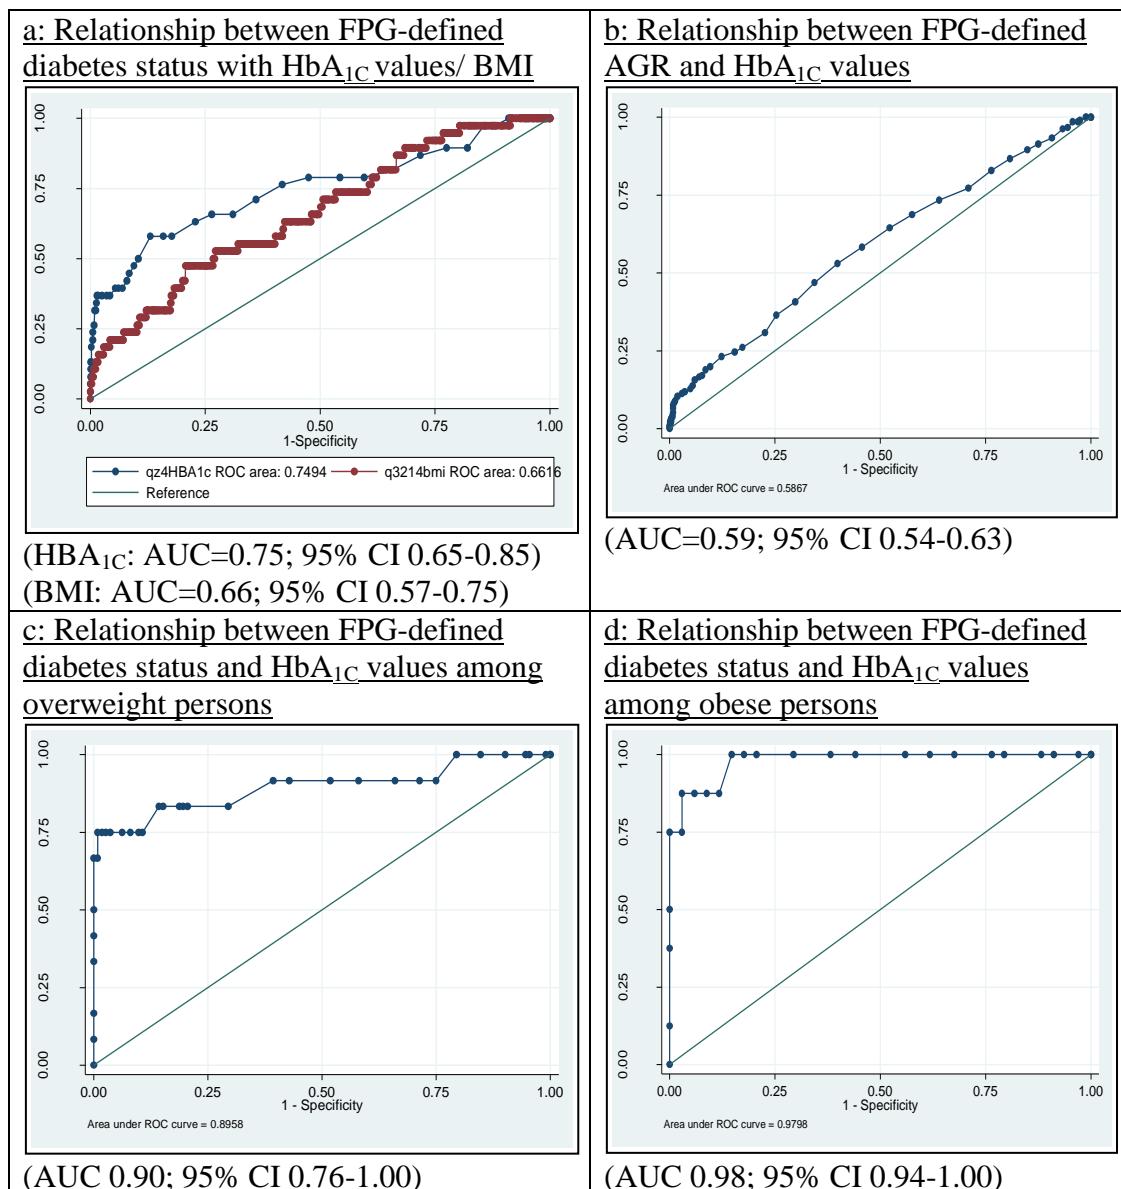 a: Relationship between FPG-defined
diabetes status with HbA1C values/ BMI
1.00
0.75
0.50
0.25
0.00
0.00 0.25 0.50 0.75 1.00
1-Specificity
qz4HBA1c ROC area: 0.7494 q3214bmi ROC area: 0.6616
Reference
(HBA1C: AUC=0.75; 95% CI 0.65-0.85)
(BMI: AUC=0.66; 95% CI 0.57-0.75)
b: Relationship between FPG-defined
AGR and HbA1C values
1.00
0.75
0.50
0.25
0.00
0.00 0.25 0.50 0.75 1.00
1 - Specificity
Area under ROC curve = 0.5867
(AUC=0.59; 95% CI 0.54-0.63)
c: Relationship between FPG-defined
diabetes status and HbA1C values among
overweight persons
1.00
0.75
0.50
0.25
0.00
0.00 0.25 0.50 0.75 1.00
1 - Specificity
Area under ROC curve = 0.8958
(AUC 0.90; 95% CI 0.76-1.00)
d: Relationship between FPG-defined
diabetes status and HbA1C values
among obese persons
1.00
0.75
0.50
0.25
0.00
0.00 0.25 0.50 0.75 1.00
1 - Specificity
Area under ROC curve = 0.9798
(AUC 0.98; 95% CI 0.94-1.00)